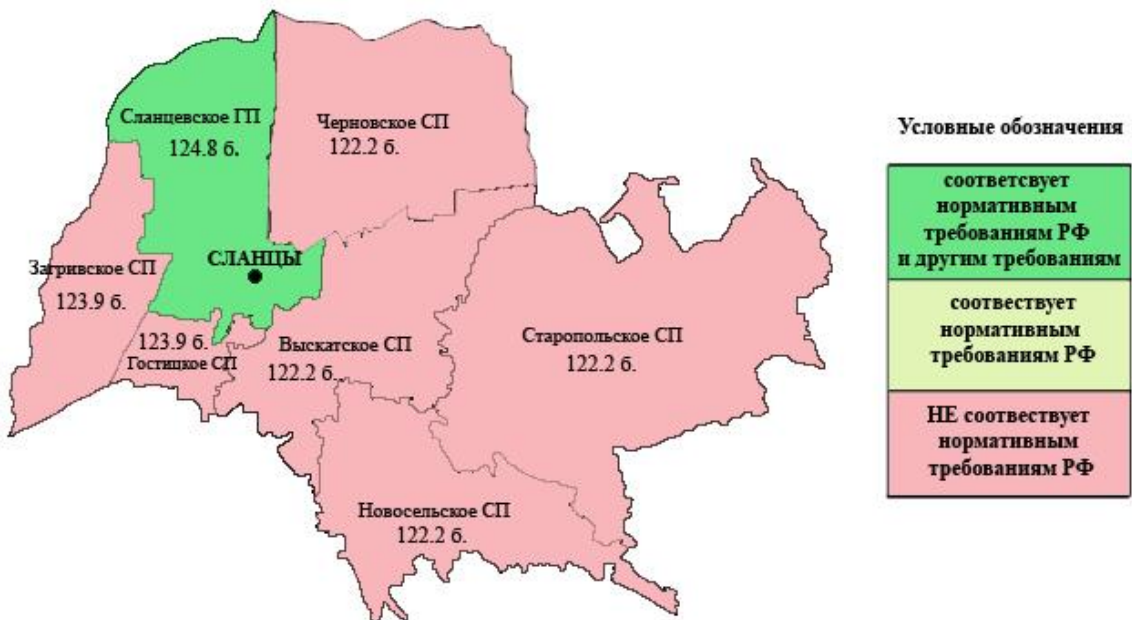 Сланцевское ГП
124.8 б.
Черновское СП
122.2 б.
СЛАНЦЫ
Загривское СП
123.9 б.
123.9 б.
Гостицкое СП
Выскатское СП
122.2 б.
Старопольское СП
122.2 б.
Новосельское СП
122.2 б.
Условные обозначения
соответсвует
нормативным
требованиям РФ
и другим требованиям
соотвествует
нормативным
требованиям РФ
НЕ соотвествует
нормативным
требованиям РФ